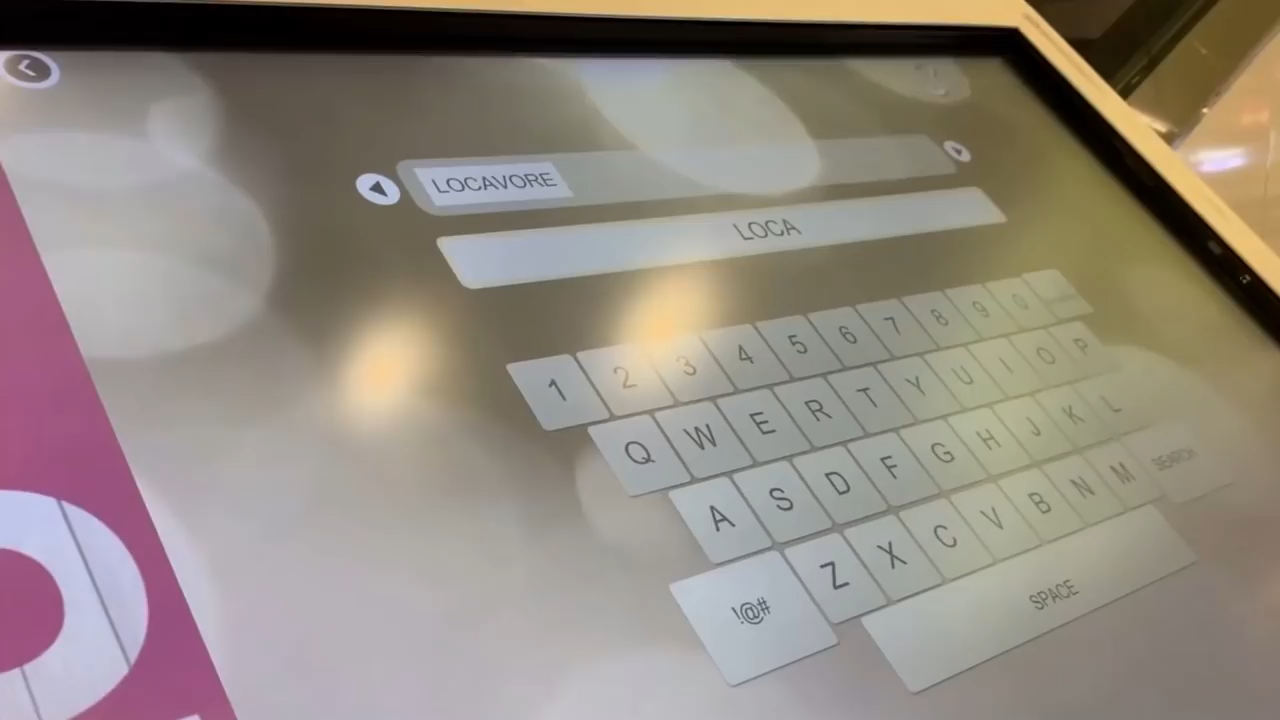 LOCAVORE
LOCA
1 2 3 4 5 6 7 8 9 0
Q W E R T Y U I O P
A S D F G H J K L
!@# Z X C V B N M SEARCH
SPACE